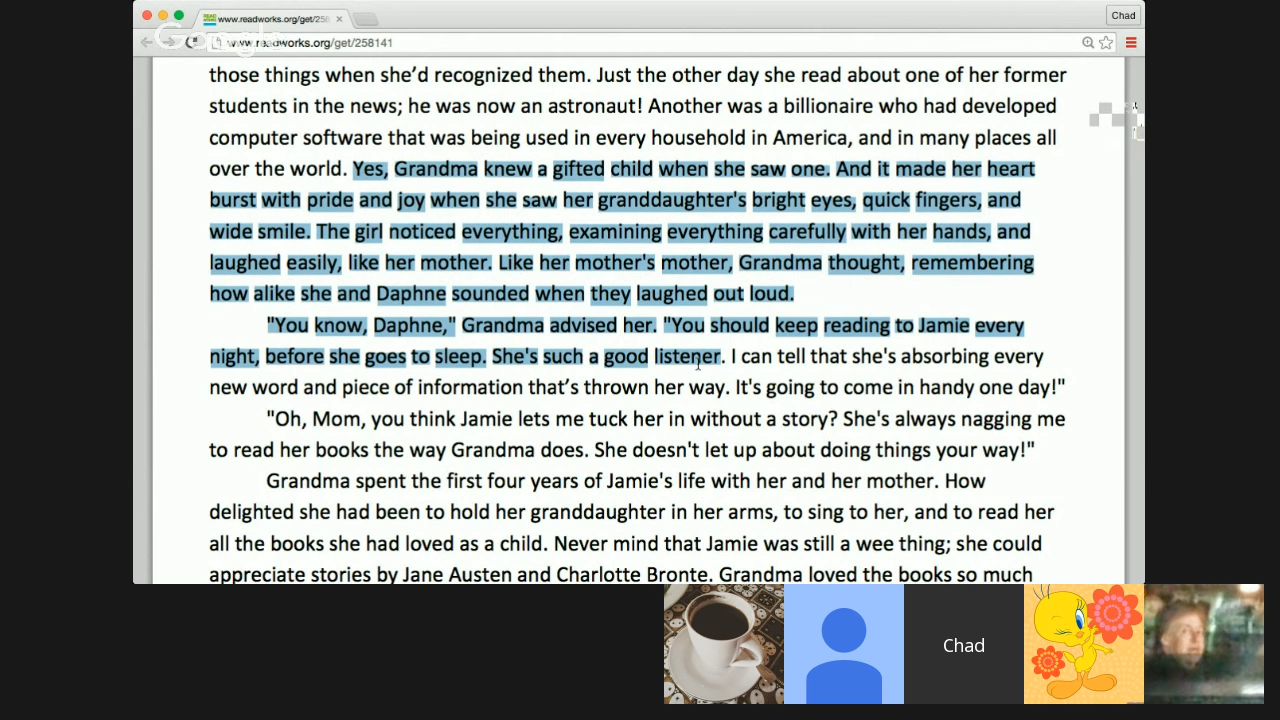 www.readworks.org/get/258
Chad
Google
www.readworks.org/get/258141
those things when she’d recognized them. Just the other day she read about one of her former
students in the news; he was now an astronaut! Another was a billionaire who had developed
computer software that was being used in every household in America, and in many places all
over the world. Yes, Grandma knew a gifted child when she saw one. And it made her heart
burst with pride and joy when she saw her granddaughter's bright eyes, quick fingers, and
wide smile. The girl noticed everything, examining everything carefully with her hands, and
laughed easily, like her mother. Like her mother's mother, Grandma thought, remembering
how alike she and Daphne sounded when they laughed out loud.
"You know, Daphne," Grandma advised her. "You should keep reading to Jamie every
night, before she goes to sleep. She's such a good listener. I can tell that she's absorbing every
new word and piece of information that’s thrown her way. It's going to come in handy one day!"
"Oh, Mom, you think Jamie lets me tuck her in without a story? She's always nagging me
to read her books the way Grandma does. She doesn't let up about doing things your way!"
Grandma spent the first four years of Jamie's life with her and her mother. How
delighted she had been to hold her granddaughter in her arms, to sing to her, and to read her
all the books she had loved as a child. Never mind that Jamie was still a wee thing; she could
appreciate stories by Jane Austen and Charlotte Bronte. Grandma loved the books so much
Chad